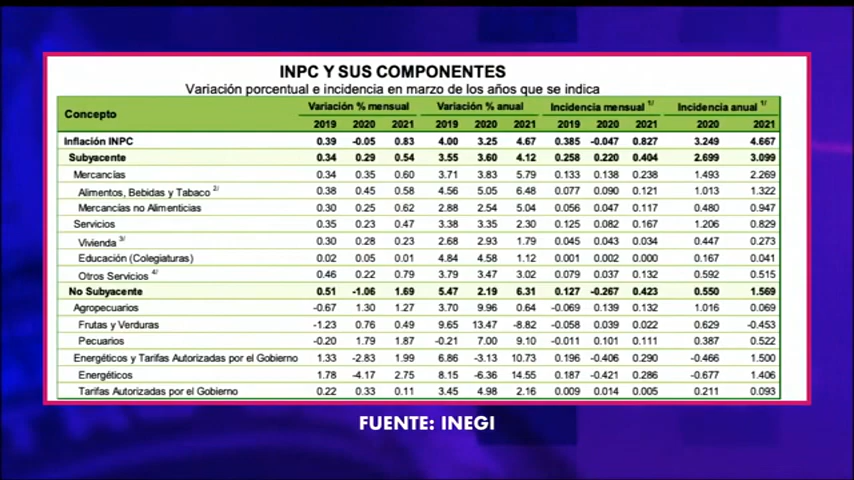 INPC Y SUS COMPONENTES
Variación porcentual e incidencia en marzo de los años que se indica
Concepto Variación % mensual Variación % anual Incidencia mensual 1/ Incidencia anual 1/
2019 2020 2021 2019 2020 2021 2019 2020 2021 2020 2021
Inflación INPC 0.39 -0.05 0.83 4.00 3.25 4.67 0.385 -0.047 0.827 3.249 4.667
Subyacente 0.34 0.29 0.54 3.55 3.60 4.12 0.258 0.220 0.404 2.699 3.099
Mercancías 0.34 0.35 0.60 3.71 3.83 5.79 0.133 0.138 0.238 1.493 2.269
Alimentos, Bebidas y Tabaco 2/ 0.38 0.45 0.58 4.56 5.05 6.48 0.077 0.090 0.121 1.013 1.322
Mercancías no Alimenticias 0.30 0.25 0.62 2.88 2.54 5.04 0.056 0.047 0.117 0.480 0.947
Servicios 0.35 0.23 0.47 3.38 3.35 2.30 0.125 0.082 0.167 1.206 0.829
Vivienda 3/ 0.30 0.28 0.23 2.68 2.93 1.79 0.045 0.043 0.034 0.447 0.273
Educación (Colegiaturas) 0.02 0.05 0.01 4.84 4.58 1.12 0.001 0.002 0.000 0.167 0.041
Otros Servicios 4/ 0.46 0.22 0.79 3.79 3.47 3.02 0.079 0.037 0.132 0.592 0.515
No Subyacente 0.51 -1.06 1.69 5.47 2.19 6.31 0.127 -0.267 0.423 0.550 1.569
Agropecuarios -0.67 1.30 1.27 3.70 9.96 0.64 -0.069 0.139 0.132 1.016 0.069
Frutas y Verduras -1.23 0.76 0.49 9.65 13.47 -8.82 -0.058 0.039 0.022 0.629 -0.453
Pecuarios -0.20 1.79 1.87 -0.21 7.00 9.10 -0.011 0.101 0.111 0.387 0.522
Energéticos y Tarifas Autorizadas por el Gobierno 1.33 -2.83 1.99 6.86 -3.13 10.73 0.196 -0.406 0.290 -0.466 1.500
Energéticos 1.78 -4.17 2.75 8.15 -6.36 14.55 0.187 -0.421 0.286 -0.677 1.406
Tarifas Autorizadas por el Gobierno 0.22 0.33 0.11 3.45 4.98 2.16 0.009 0.014 0.005 0.211 0.093
FUENTE: INEGI